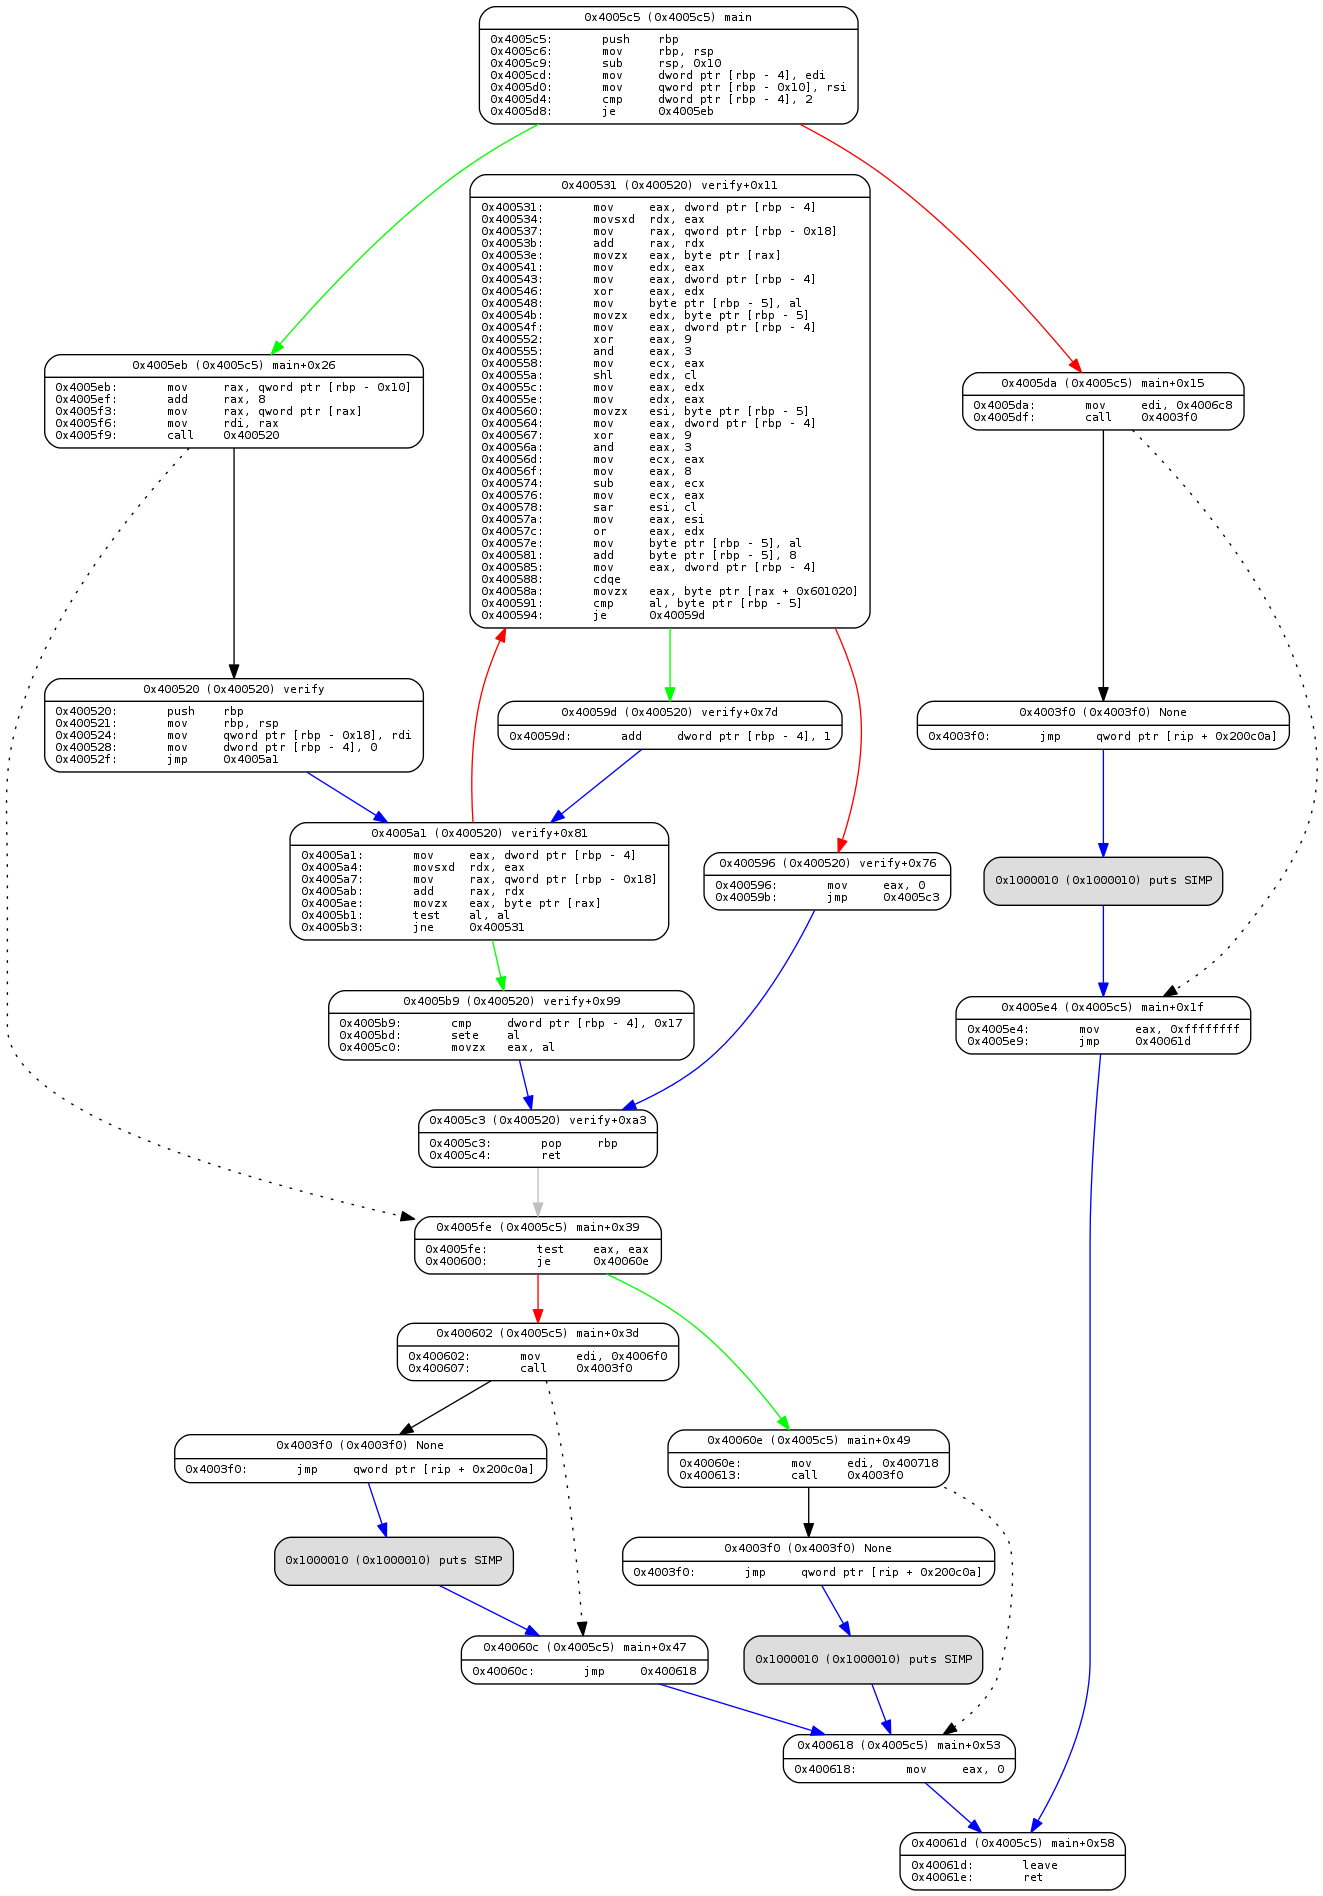 0x4005c5 (0x4005c5) main
0x4005c5: push rbp
0x4005c6: mov rbp, rsp
0x4005c9: sub rsp, 0x10
0x4005cd: mov dword ptr [rbp - 4], edi
0x4005d0: mov qword ptr [rbp - 0x10], rsi
0x4005d4: cmp dword ptr [rbp - 4], 2
0x4005d8: je 0x4005eb
0x400531 (0x400520) verify+0x11
0x400531: mov eax, dword ptr [rbp - 4]
0x400534: movsxd rdx, eax
0x400537: mov rax, qword ptr [rbp - 0x18]
0x40053b: add rax, rdx
0x40053e: movzx eax, byte ptr [rax]
0x400541: mov edx, eax
0x400543: mov eax, dword ptr [rbp - 4]
0x400546: xor eax, edx
0x400548: mov byte ptr [rbp - 5], al
0x40054b: movzx edx, byte ptr [rbp - 5]
0x40054f: mov eax, dword ptr [rbp - 4]
0x400552: xor eax, 9
0x400555: and eax, 3
0x400558: mov ecx, eax
0x40055a: shl edx, cl
0x40055c: mov eax, edx
0x40055e: mov edx, eax
0x400560: movzx esi, byte ptr [rbp - 5]
0x400564: mov eax, dword ptr [rbp - 4]
0x400567: xor eax, 9
0x40056a: and eax, 3
0x40056d: mov ecx, eax
0x40056f: mov eax, 8
0x400574: sub eax, ecx
0x400576: mov ecx, eax
0x400578: sar esi, cl
0x40057a: mov eax, esi
0x40057c: or eax, edx
0x40057e: mov byte ptr [rbp - 5], al
0x400581: add byte ptr [rbp - 5], 8
0x400585: mov eax, dword ptr [rbp - 4]
0x400588: cdqe
0x40058a: movzx eax, byte ptr [rax + 0x601020]
0x400591: cmp al, byte ptr [rbp - 5]
0x400594: je 0x40059d
0x4005eb (0x4005c5) main+0x26
0x4005eb: mov rax, qword ptr [rbp - 0x10]
0x4005ef: add rax, 8
0x4005f3: mov rax, qword ptr [rax]
0x4005f6: mov rdi, rax
0x4005f9: call 0x400520
0x4005da (0x4005c5) main+0x15
0x4005da: mov edi, 0x4006c8
0x4005df: call 0x4003f0
0x400520 (0x400520) verify
0x400520: push rbp
0x400521: mov rbp, rsp
0x400524: mov qword ptr [rbp - 0x18], rdi
0x400528: mov dword ptr [rbp - 4], 0
0x40052f: jmp 0x4005a1
0x40059d (0x400520) verify+0x7d
0x40059d: add dword ptr [rbp - 4], 1
0x4003f0 (0x4003f0) None
0x4003f0: jmp qword ptr [rip + 0x200c0a]
0x4005a1 (0x400520) verify+0x81
0x4005a1: mov eax, dword ptr [rbp - 4]
0x4005a4: movsxd rdx, eax
0x4005a7: mov rax, qword ptr [rbp - 0x18]
0x4005ab: add rax, rdx
0x4005ae: movzx eax, byte ptr [rax]
0x4005b1: test al, al
0x4005b3: jne 0x400531
0x400596 (0x400520) verify+0x76
0x400596: mov eax, 0
0x40059b: jmp 0x4005c3
0x1000010 (0x1000010) puts SIMP
0x4005b9 (0x400520) verify+0x99
0x4005b9: cmp dword ptr [rbp - 4], 0x17
0x4005bd: sete al
0x4005c0: movzx eax, al
0x4005e4 (0x4005c5) main+0x1f
0x4005e4: mov eax, 0xffffffff
0x4005e9: jmp 0x40061d
0x4005c3 (0x400520) verify+0xa3
0x4005c3: pop rbp
0x4005c4: ret
0x4005fe (0x4005c5) main+0x39
0x4005fe: test eax, eax
0x400600: je 0x40060e
0x400602 (0x4005c5) main+0x3d
0x400602: mov edi, 0x4006f0
0x400607: call 0x4003f0
0x4003f0 (0x4003f0) None
0x4003f0: jmp qword ptr [rip + 0x200c0a]
0x40060e (0x4005c5) main+0x49
0x40060e: mov edi, 0x400718
0x400613: call 0x4003f0
0x1000010 (0x1000010) puts SIMP
0x4003f0 (0x4003f0) None
0x4003f0: jmp qword ptr [rip + 0x200c0a]
0x40060c (0x4005c5) main+0x47
0x40060c: jmp 0x400618
0x1000010 (0x1000010) puts SIMP
0x400618 (0x4005c5) main+0x53
0x400618: mov eax, 0
0x40061d (0x4005c5) main+0x58
0x40061d: leave
0x40061e: ret